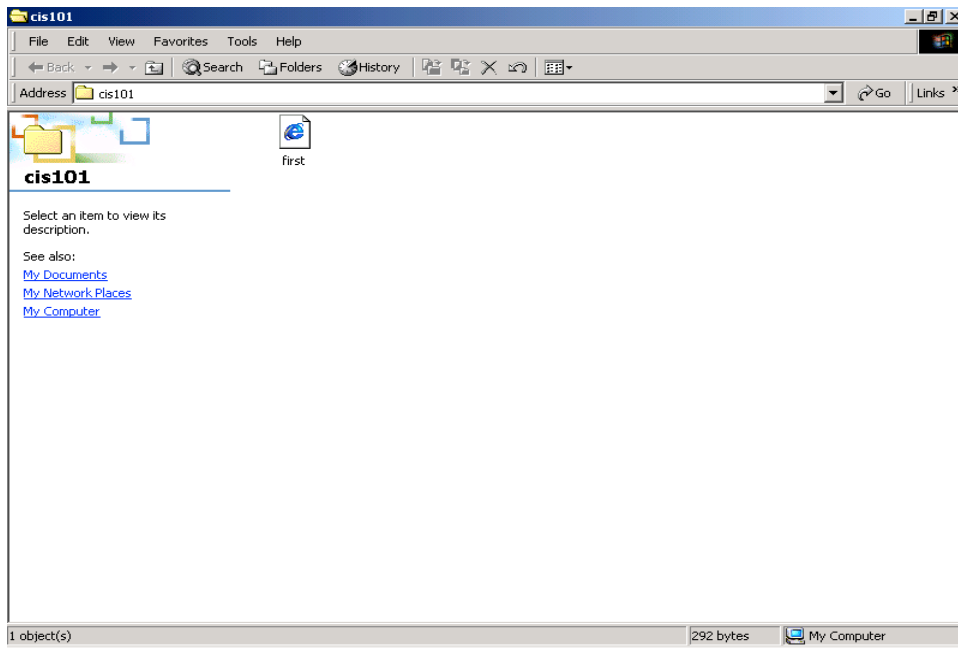 cis101
File Edit View Favorites Tools Help
Back Search Folders History
Address cis101 Go Links »
first
cis101
Select an item to view its
description.
See also:
My Documents
My Network Places
My Computer
1 object(s) 292 bytes My Computer